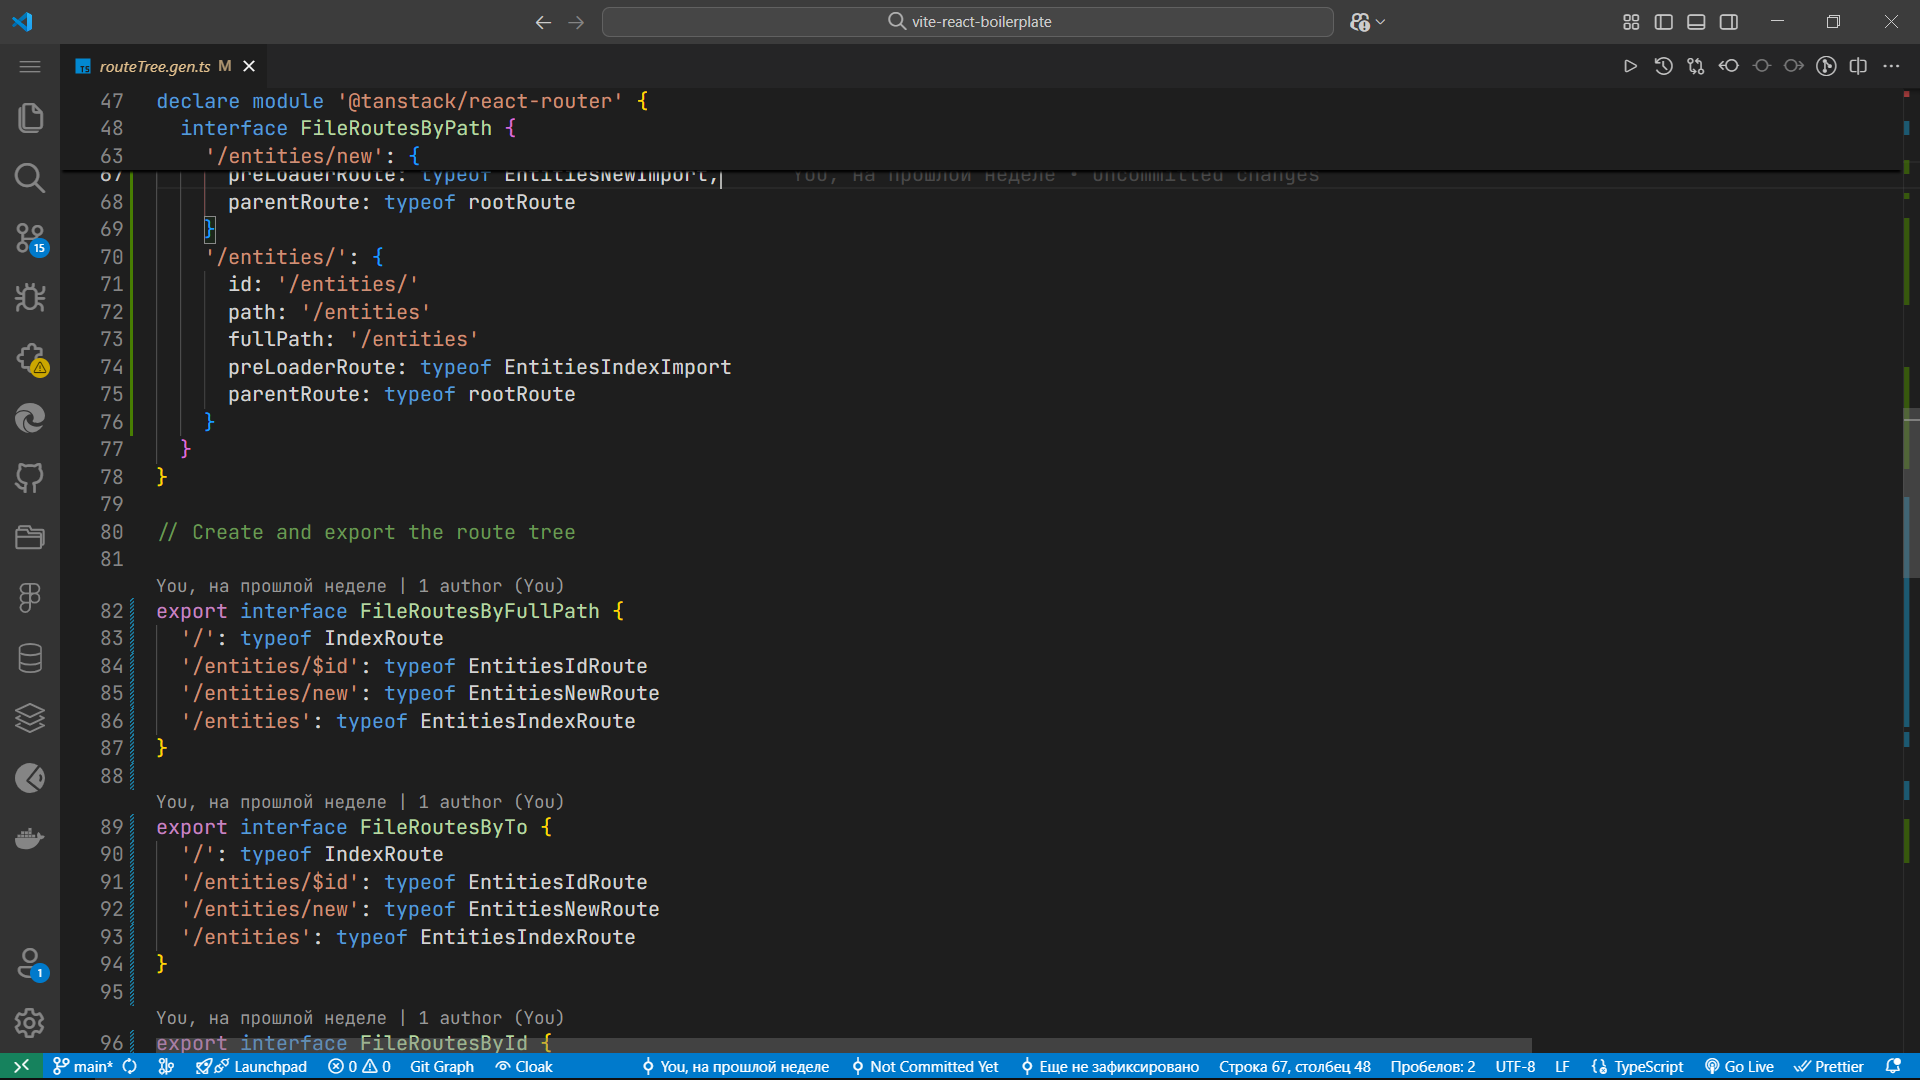 vite-react-boilerplate
TS routeTree.gen.ts M
47 declare module '@tanstack/react-router' {
48 interface FileRoutesByPath {
63 '/entities/new': {
67 preLoaderRoute: typeof EntitiesNewImport, You, на прошлой неделе • Uncommitted changes
68 parentRoute: typeof rootRoute
69 }
70 '/entities/': {
71 id: '/entities/'
72 path: '/entities'
73 fullPath: '/entities'
74 preLoaderRoute: typeof EntitiesIndexImport
75 parentRoute: typeof rootRoute
76 }
77 }
78 }
79
80 // Create and export the route tree
81
You, на прошлой неделе | 1 author (You)
82 export interface FileRoutesByFullPath {
83 '/': typeof IndexRoute
84 '/entities/$id': typeof EntitiesIdRoute
85 '/entities/new': typeof EntitiesNewRoute
86 '/entities': typeof EntitiesIndexRoute
87 }
88
You, на прошлой неделе | 1 author (You)
89 export interface FileRoutesByTo {
90 '/': typeof IndexRoute
91 '/entities/$id': typeof EntitiesIdRoute
92 '/entities/new': typeof EntitiesNewRoute
93 '/entities': typeof EntitiesIndexRoute
94 }
95
You, на прошлой неделе | 1 author (You)
96 export interface FileRoutesById {
15
1
main* Launchpad 0 0 Git Graph Cloak You, на прошлой неделе Not Committed Yet Еще не зафиксировано Строка 67, столбец 48 Пробелов: 2 UTF-8 LF TypeScript Go Live Prettier